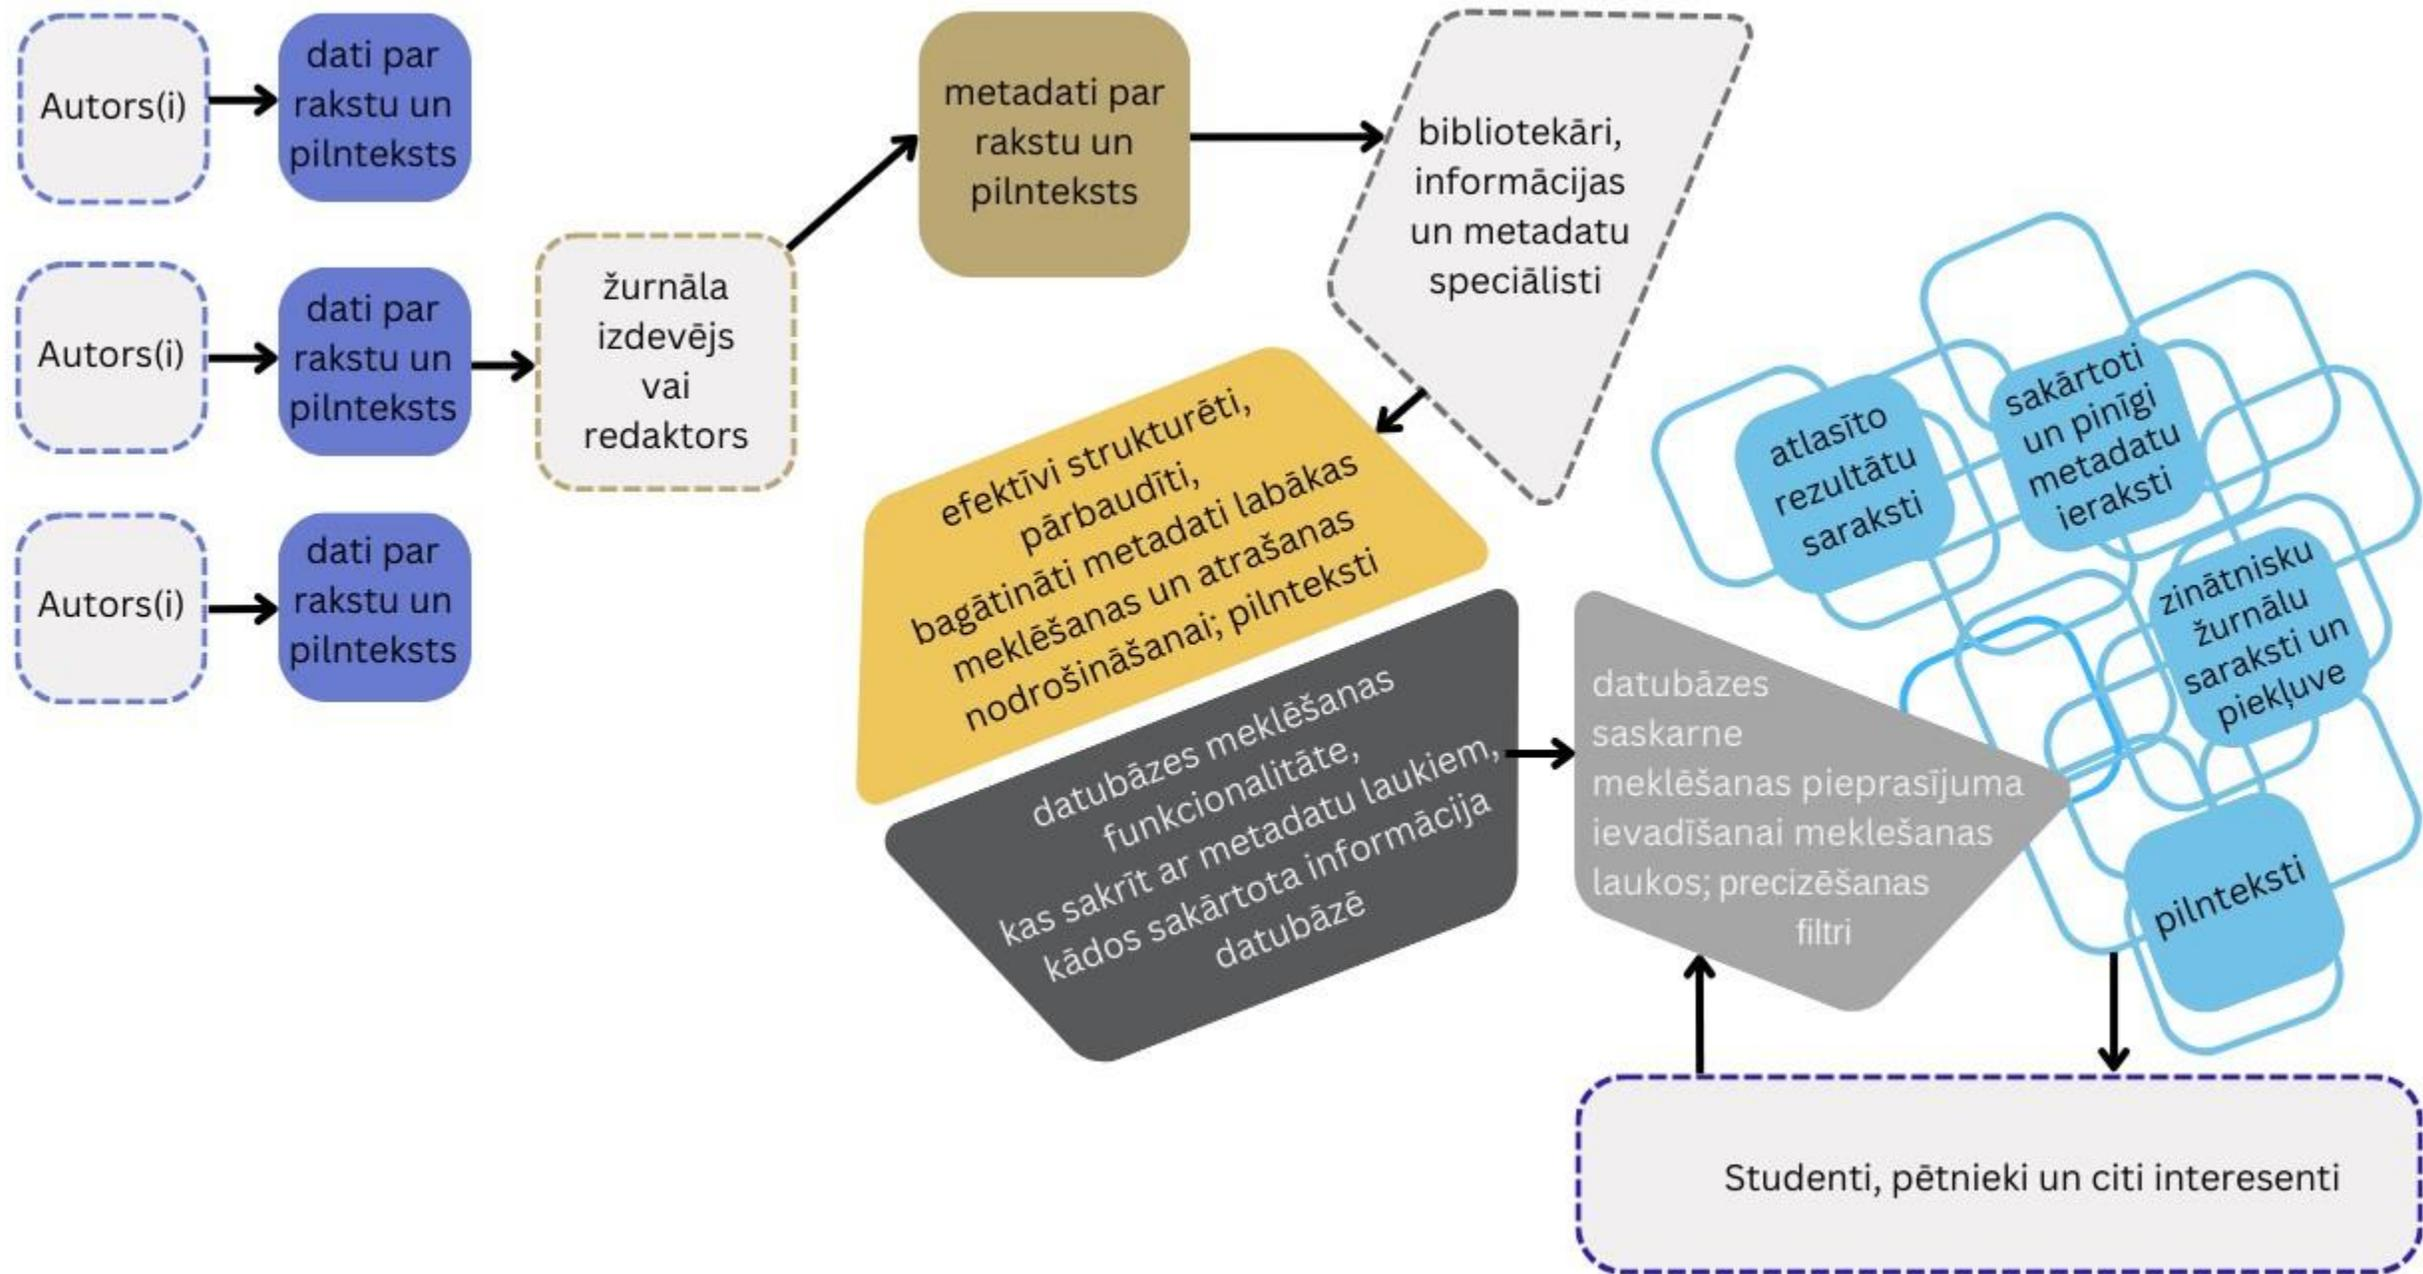 Autors(i)
dati par
rakstu un
pilnteksts
Autors(i)
dati par
rakstu un
pilnteksts
Autors(i)
dati par
rakstu un
pilnteksts
žurnāla
izdevējs
vai
redaktors
metadati par
rakstu un
pilnteksts
bibliotekāri,
informācijas
un metadatu
speciālisti
efektīvi strukturēti,
pārbaudīti,
bagātināti metadati labākas
meklēšanas un atrašanas
nodrošināšanai; pilnteksti
datubāzes meklēšanas
funkcionalitāte,
kas sakrīt ar metadatu laukiem,
kādos sakārtota informācija
datubāzē
datubāzes
saskarne
meklēšanas pieprasījuma
ievadīšanai meklešanas
laukos; precizēšanas
filtri
atlasīto
rezultātu
saraksti
sakārtoti
un pinīgi
metadatu
ieraksti
zinātnisku
žurnālu
saraksti un
piekļuve
pilnteksti
Studenti, pētnieki un citi interesenti